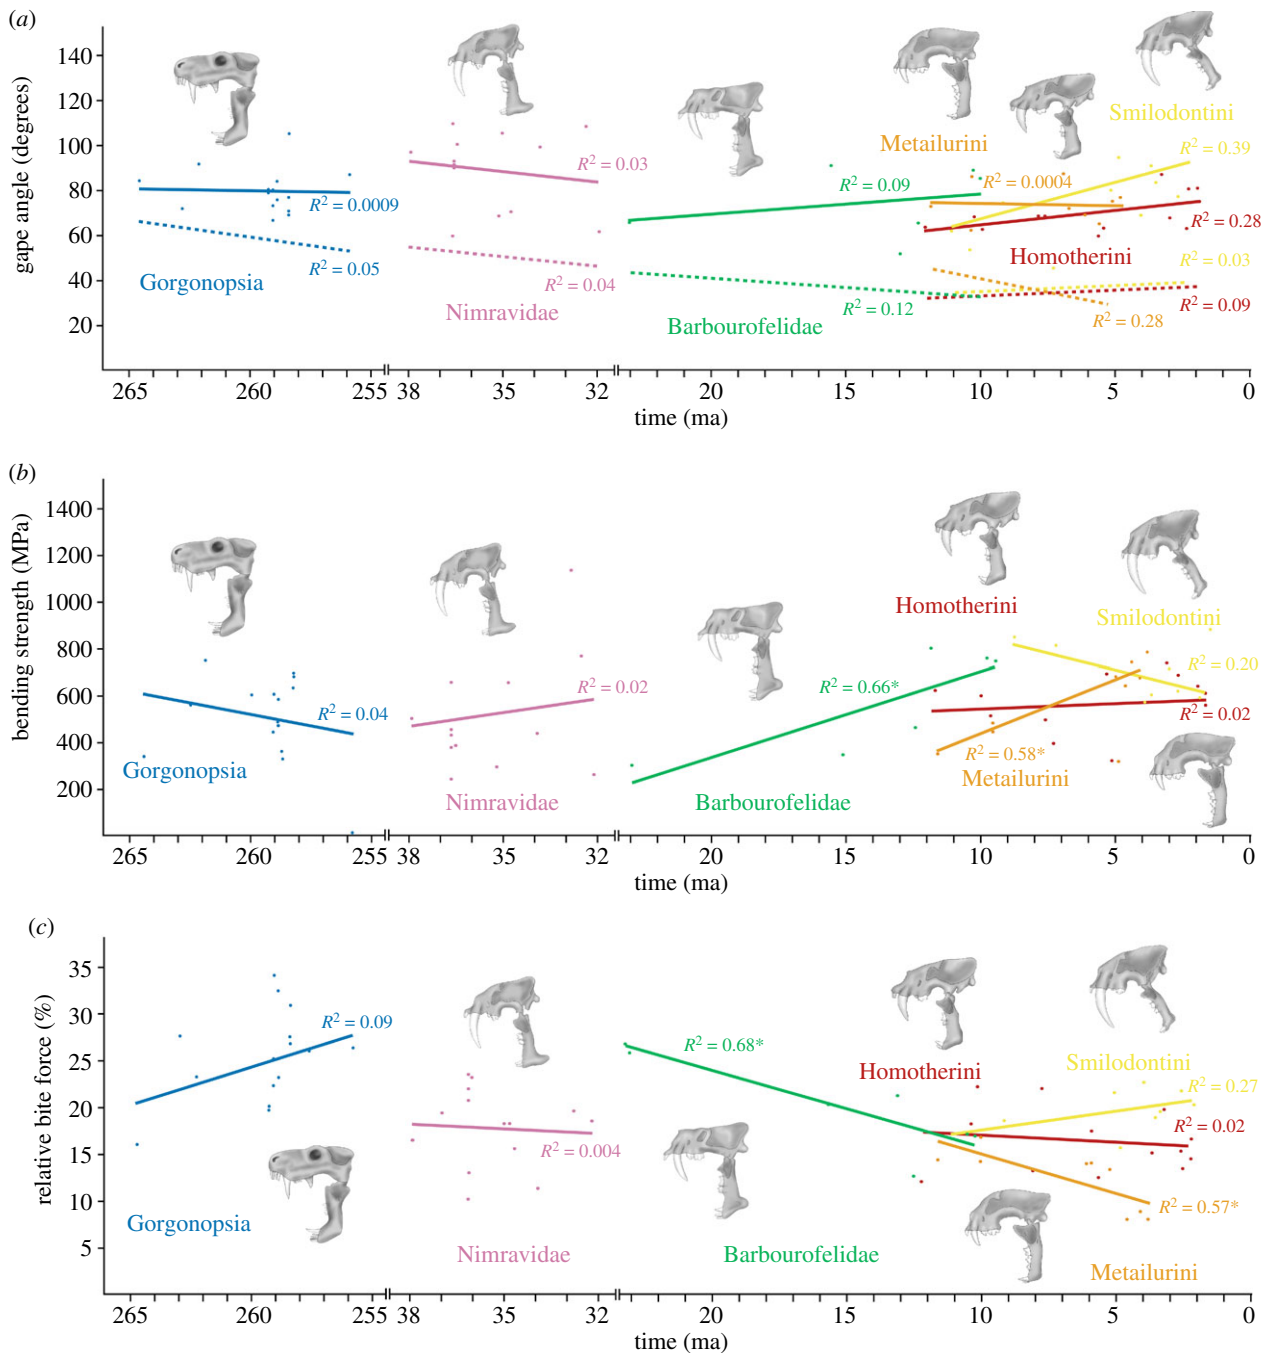 (a)
gape angle (degrees)
140
120
100
80
60
40
20
Gorgonopsia
R² = 0.0009
R² = 0.05
Nimravidae
R² = 0.03
R² = 0.04
Barbourofelidae
R² = 0.09
R² = 0.12
Metailurini
R² = 0.0004
R² = 0.28
Smilodontini
R² = 0.39
R² = 0.03
Homotherini
R² = 0.28
R² = 0.09
265 260 255 38 35 32 20 15 10 5 0
time (ma)
(b)
bending strength (MPa)
1400
1200
1000
800
600
400
200
Gorgonopsia
R² = 0.04
Nimravidae
R² = 0.02
Barbourofelidae
R² = 0.66*
Homotherini
R² = 0.02
Smilodontini
R² = 0.20
R² = 0.58*
Metailurini
265 260 255 38 35 32 20 15 10 5 0
time (ma)
(c)
relative bite force (%)
35
30
25
20
15
10
5
Gorgonopsia
R² = 0.09
Nimravidae
R² = 0.004
Barbourofelidae
R² = 0.68*
Homotherini
R² = 0.02
Smilodontini
R² = 0.27
R² = 0.57*
Metailurini
265 260 255 38 35 32 20 15 10 5 0
time (ma)